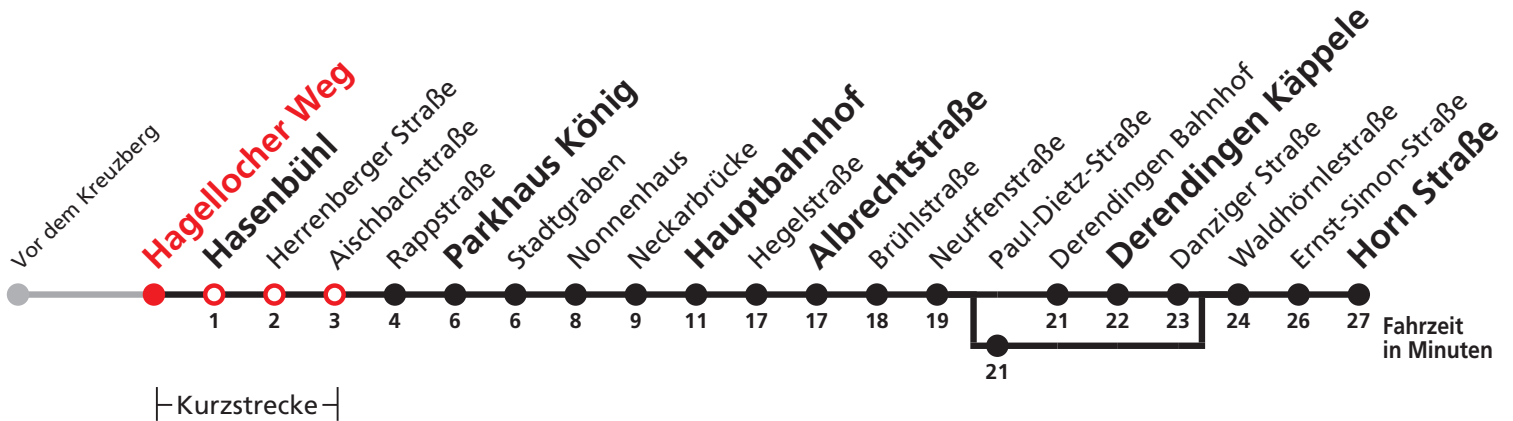 Vor dem Kreuzberg
Hagellocher Weg
Hasenbühl
Herrenberger Straße
Aischbachstraße
Rappstraße
Parkhaus König
Stadtgraben
Nonnenhaus
Neckarbrücke
Hauptbahnhof
Hegelstraße
Albrechtstraße
Brühlstraße
Neuffenstraße
Paul-Dietz-Straße
Derendingen Bahnhof
Derendingen Käppele
Danziger Straße
Waldhörnlestraße
Ernst-Simon-Straße
Horn Straße
1 2 3 4 6 6 8 9 11 17 17 18 19 21 22 23 24 26 27
Fahrzeit
in Minuten
21
Kurzstrecke